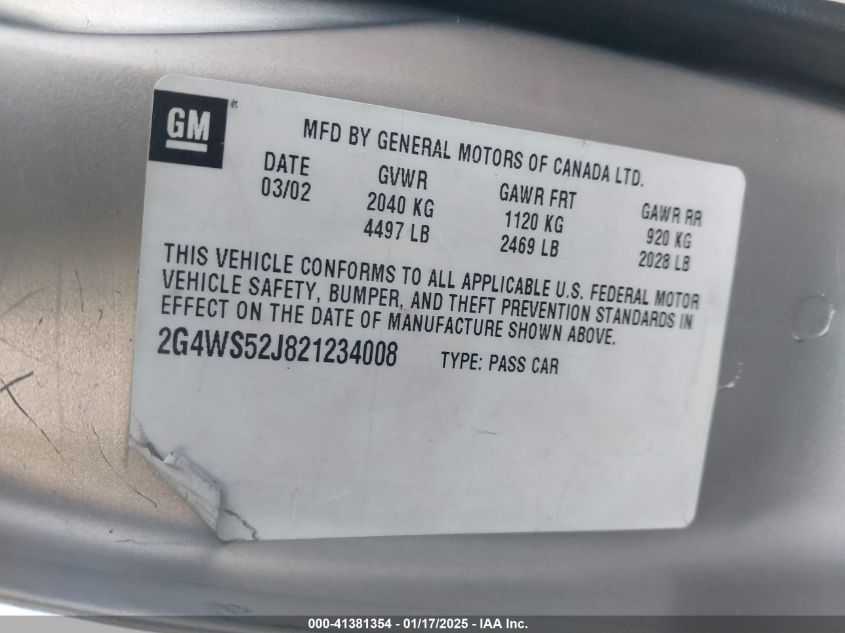 GM®
MFD BY GENERAL MOTORS OF CANADA LTD.
DATE GVWR GAWR FRT GAWR RR
03/02 2040 KG 1120 KG 920 KG
4497 LB 2469 LB 2028 LB
THIS VEHICLE CONFORMS TO ALL APPLICABLE U.S. FEDERAL MOTOR
VEHICLE SAFETY, BUMPER, AND THEFT PREVENTION STANDARDS IN
EFFECT ON THE DATE OF MANUFACTURE SHOWN ABOVE.
2G4WS52J821234008 TYPE: PASS CAR
000-41381354 - 01/17/2025 - IAA Inc.